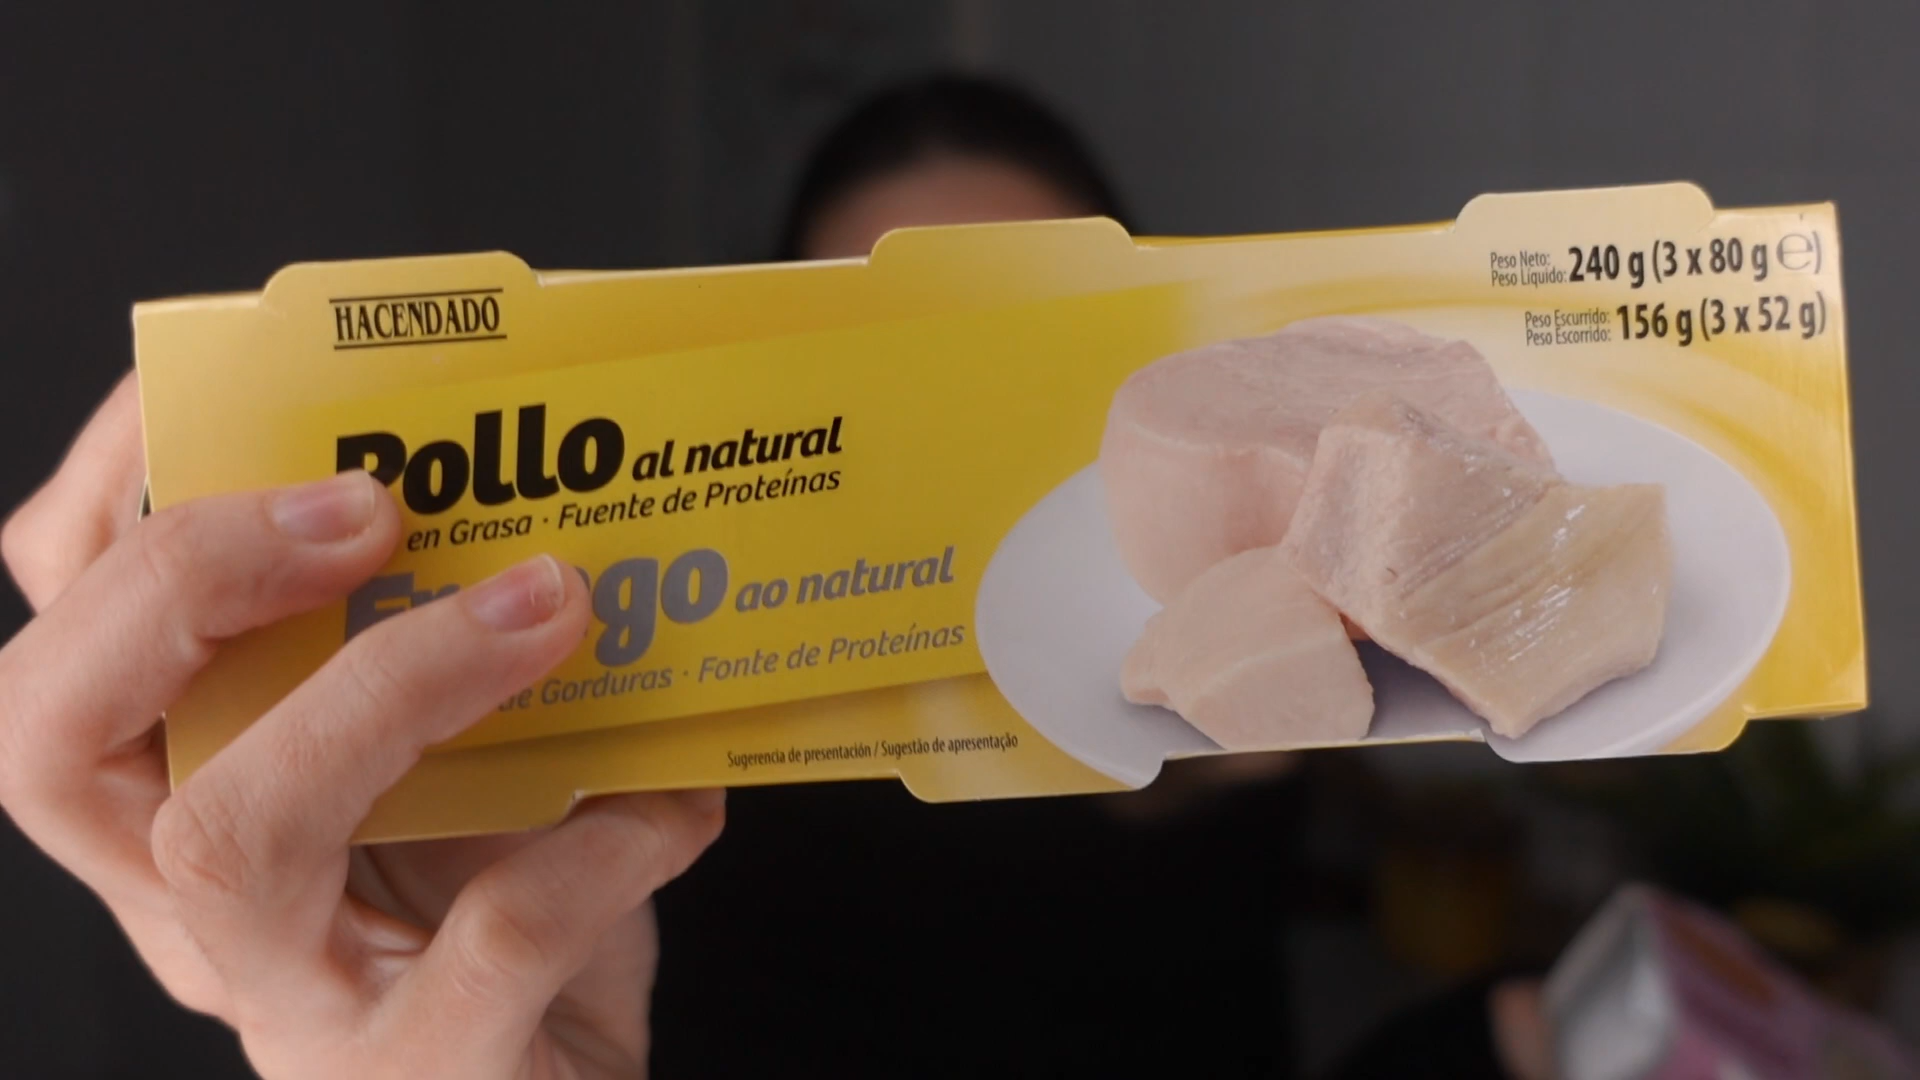 HACENDADO
Peso Neto:
Peso Líquido: 240 g (3 x 80 g ℮)
Peso Escurrido:
Peso Escorrido: 156 g (3 x 52 g)
Pollo al natural
en Grasa · Fuente de Proteínas
ao natural
de Gorduras · Fonte de Proteínas
Sugerencia de presentación / Sugestão de apresentação